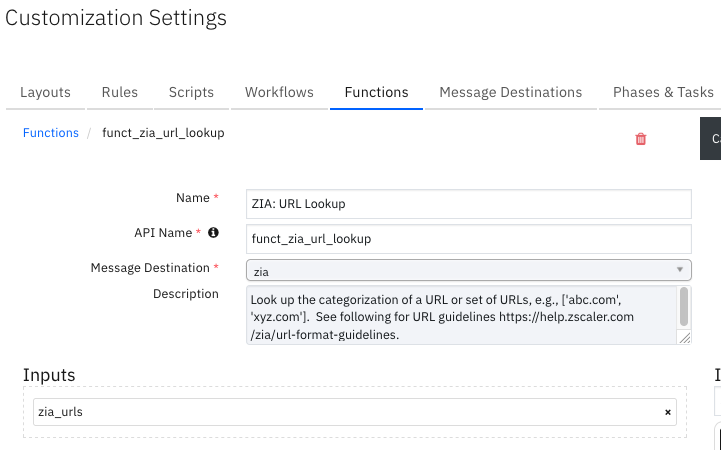 Customization Settings
Layouts Rules Scripts Workflows Functions Message Destinations Phases & Tasks
Functions / funct_zia_url_lookup
Name * ZIA: URL Lookup
API Name * funct_zia_url_lookup
Message Destination * zia
Description Look up the categorization of a URL or set of URLs, e.g., ['abc.com',
'xyz.com']. See following for URL guidelines https://help.zscaler.com
/zia/url-format-guidelines.
Inputs
zia_urls ×